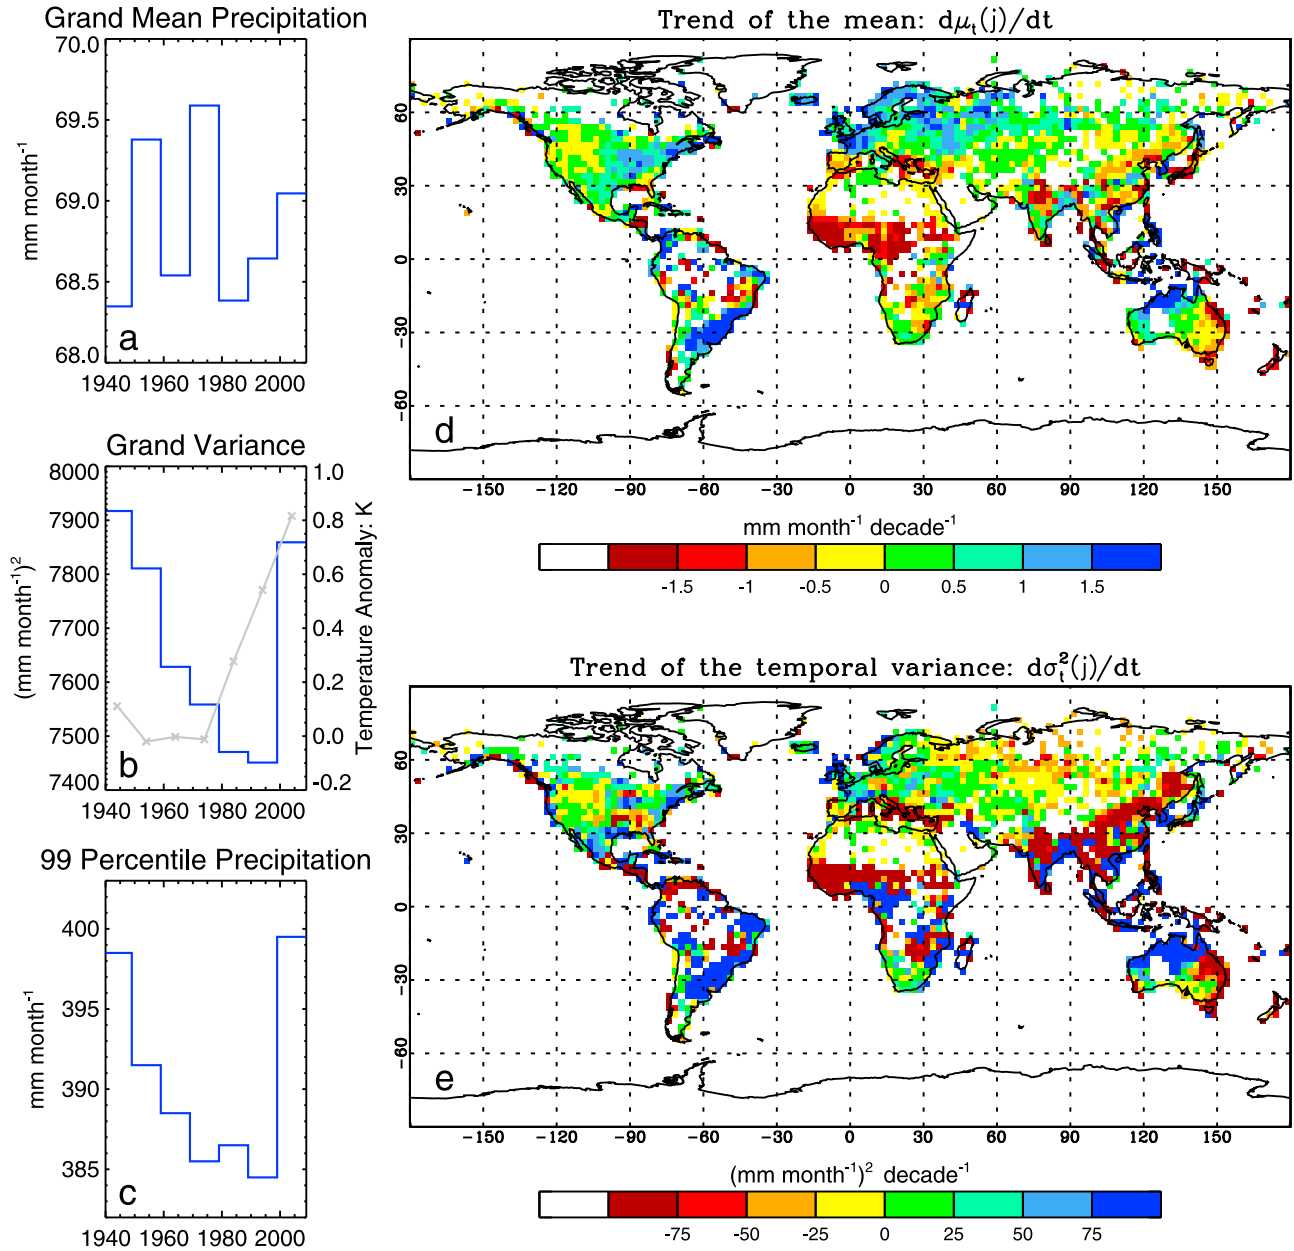 Grand Mean Precipitation
70.0
69.5
69.0
68.5
68.0
mm month⁻¹
a
1940 1960 1980 2000
Grand Variance
8000
7900
7800
7700
7600
7500
7400
(mm month⁻¹)²
1.0
0.8
0.6
0.4
0.2
0.0
-0.2
Temperature Anomaly: K
b
1940 1960 1980 2000
99 Percentile Precipitation
400
395
390
385
mm month⁻¹
c
1940 1960 1980 2000
Trend of the mean: dμₜ(j)/dt
60
30
0
-30
-60
d
-150 -120 -90 -60 -30 0 30 60 90 120 150
mm month⁻¹ decade⁻¹
-1.5 -1 -0.5 0 0.5 1 1.5
Trend of the temporal variance: dσₜ²(j)/dt
60
30
0
-30
-60
e
-150 -120 -90 -60 -30 0 30 60 90 120 150
(mm month⁻¹)² decade⁻¹
-75 -50 -25 0 25 50 75